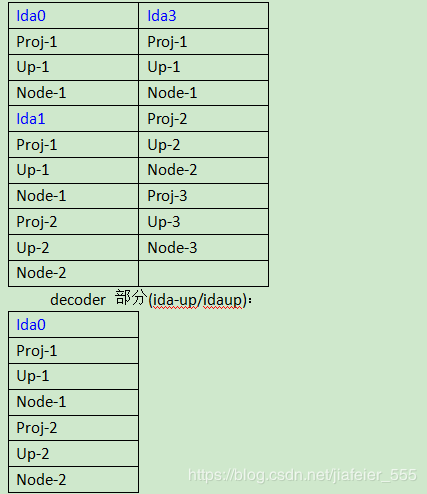 Ida0 Ida3
Proj-1 Proj-1
Up-1 Up-1
Node-1 Node-1
Ida1 Proj-2
Proj-1 Up-2
Up-1 Node-2
Node-1 Proj-3
Proj-2 Up-3
Up-2 Node-3
Node-2
decoder 部分(ida-up/idaup)：
Ida0
Proj-1
Up-1
Node-1
Proj-2
Up-2
Node-2
https://blog.csdn.net/jiafeier_555